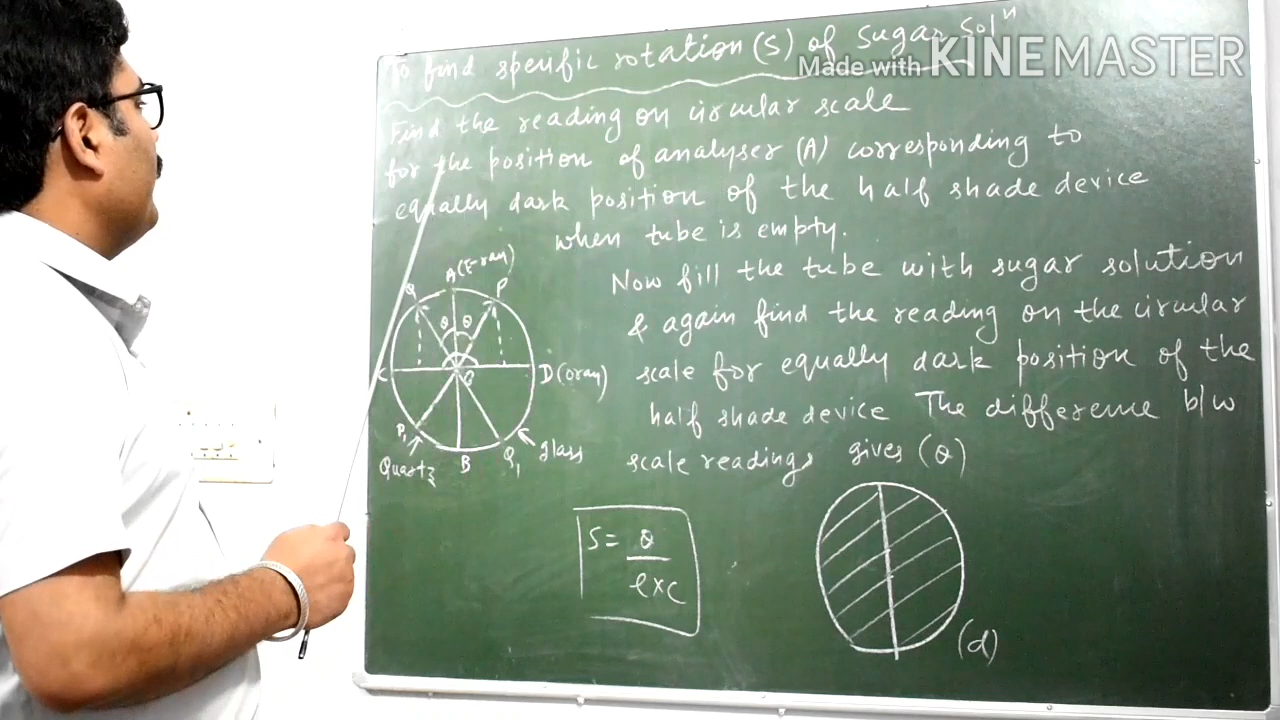 To find specific rotation (S) of sugar solⁿ
Made with KINEMASTER
Find the reading on circular scale
for the position of analyser (A) corresponding to
equally dark position of the half shade device
when tube is empty.
Now fill the tube with sugar solution
& again find the reading on the circular
scale for equally dark position of the
half shade device The difference b/w
scale readings gives (θ)
A (E-ray)
Q P
θ θ
C O D (o ray)
P₁ B Q₁
Quartz
glass
S = θ
l×c
(d)